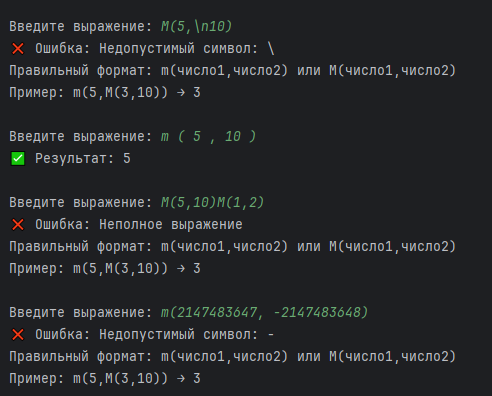 Введите выражение: M(5,\n10)
❌ Ошибка: Недопустимый символ: \
Правильный формат: m(число1,число2) или M(число1,число2)
Пример: m(5,M(3,10)) → 3
Введите выражение: m ( 5 , 10 )
✅ Результат: 5
Введите выражение: M(5,10)M(1,2)
❌ Ошибка: Неполное выражение
Правильный формат: m(число1,число2) или M(число1,число2)
Пример: m(5,M(3,10)) → 3
Введите выражение: m(2147483647, -2147483648)
❌ Ошибка: Недопустимый символ: -
Правильный формат: m(число1,число2) или M(число1,число2)
Пример: m(5,M(3,10)) → 3